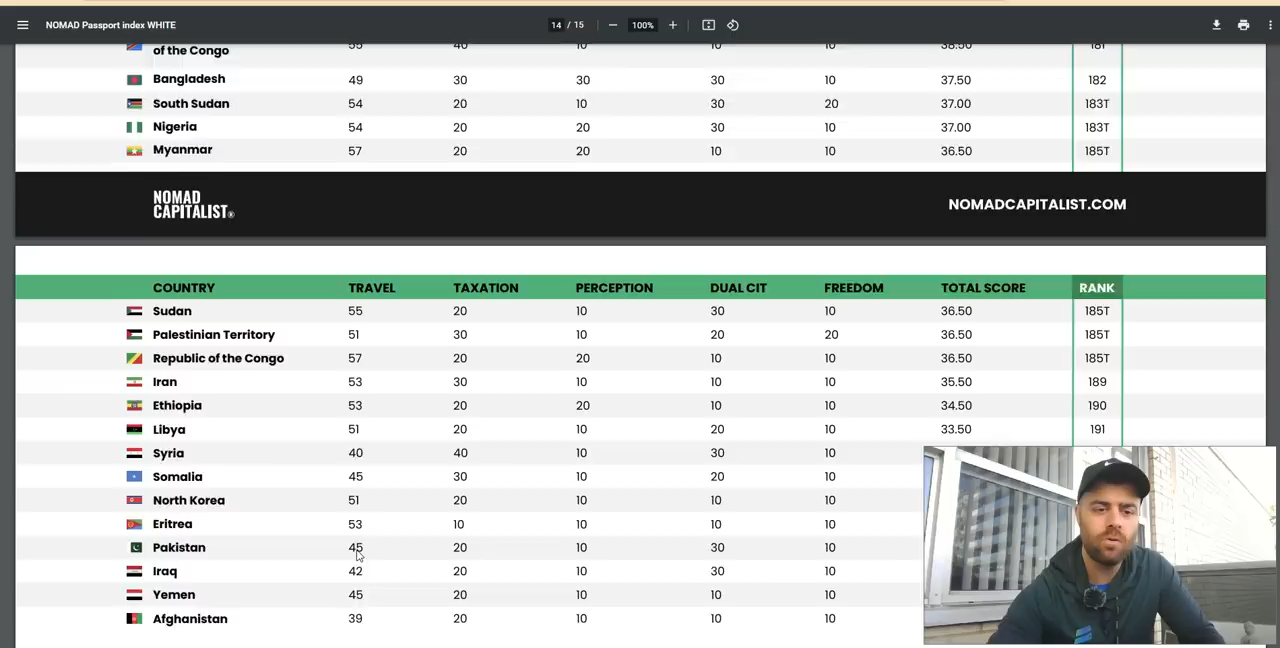 NOMAD Passport index WHITE 14 / 15 100%
of the Congo 55 40 10 10 10 38.50 181
Bangladesh 49 30 30 30 10 37.50 182
South Sudan 54 20 10 30 20 37.00 183T
Nigeria 54 20 20 30 10 37.00 183T
Myanmar 57 20 20 10 10 36.50 185T
NOMAD
CAPITALIST® NOMADCAPITALIST.COM
COUNTRY TRAVEL TAXATION PERCEPTION DUAL CIT FREEDOM TOTAL SCORE RANK
Sudan 55 20 10 30 10 36.50 185T
Palestinian Territory 51 30 10 20 20 36.50 185T
Republic of the Congo 57 20 20 10 10 36.50 185T
Iran 53 30 10 10 10 35.50 189
Ethiopia 53 20 20 10 10 34.50 190
Libya 51 20 10 20 10 33.50 191
Syria 40 40 10 30 10
Somalia 45 30 10 20 10
North Korea 51 20 10 10 10
Eritrea 53 10 10 10 10
Pakistan 45 20 10 30 10
Iraq 42 20 10 30 10
Yemen 45 20 10 10 10
Afghanistan 39 20 10 10 10